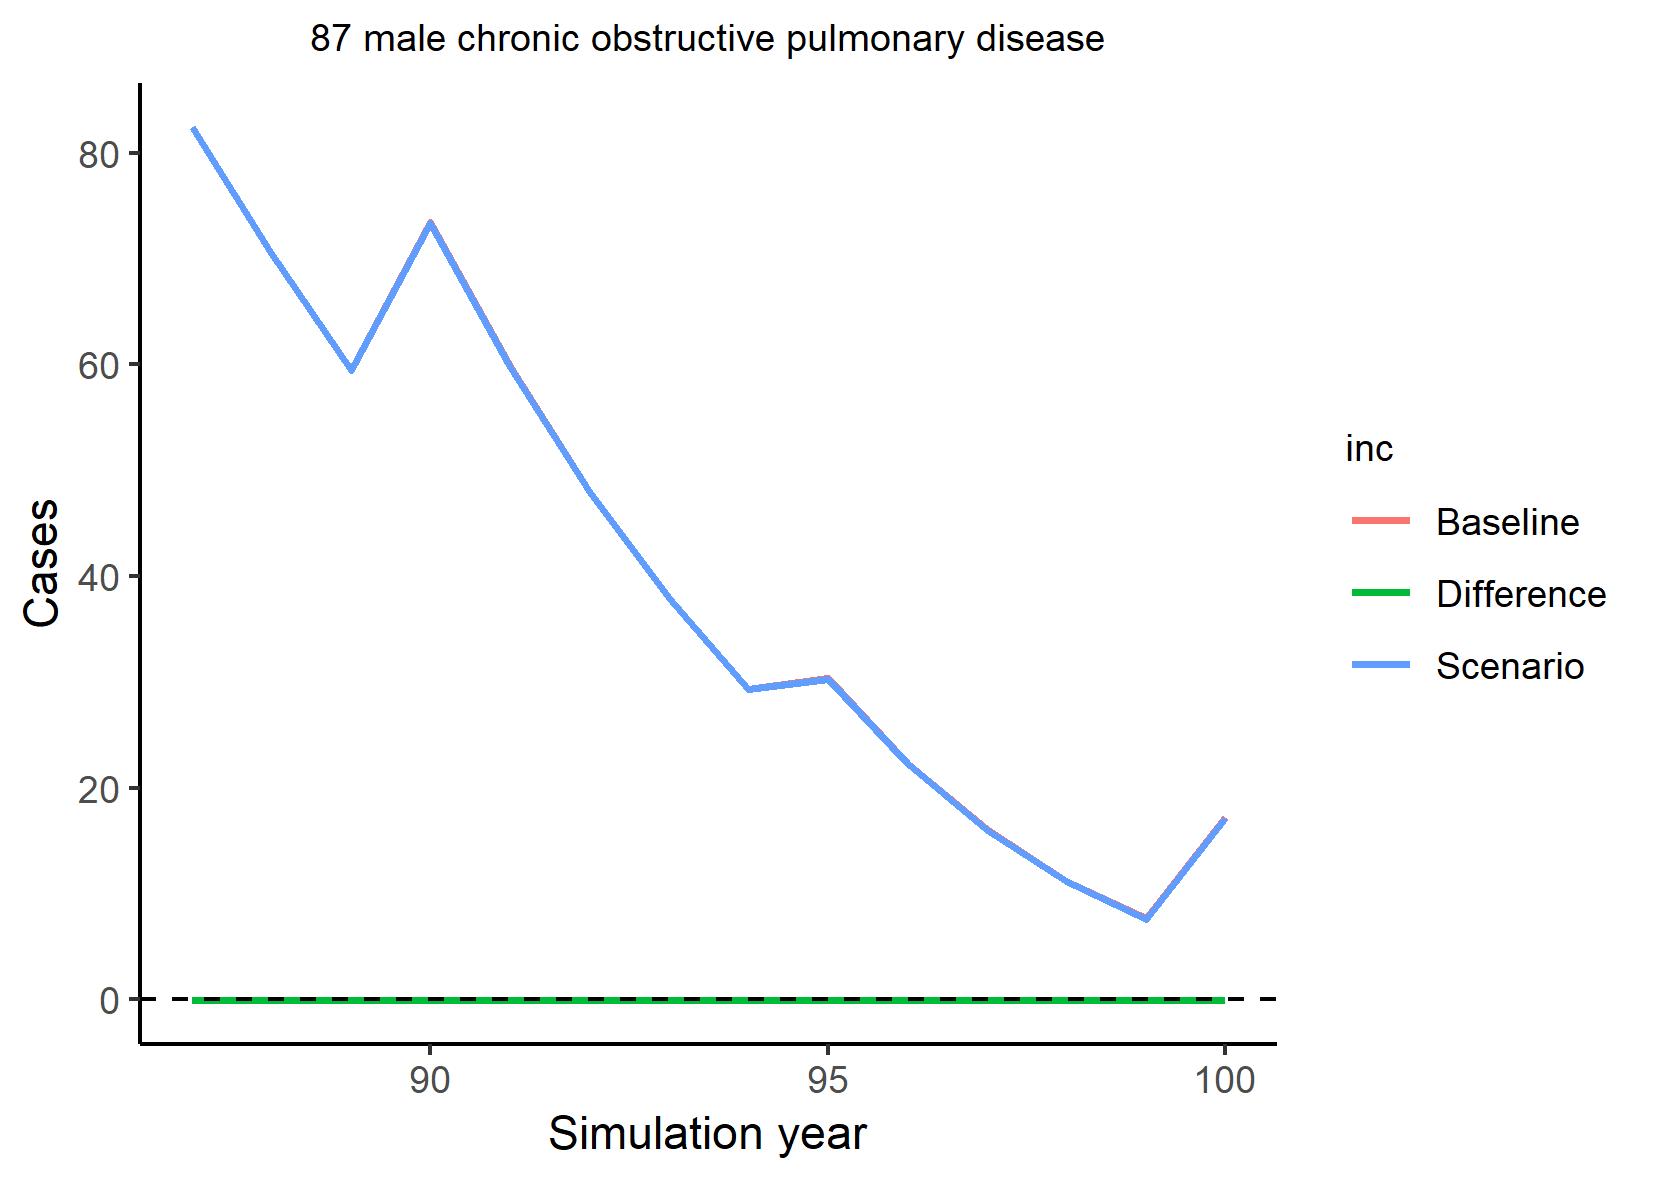 87 male chronic obstructive pulmonary disease
80
60
40
20
0
Cases
90 95 100
Simulation year
inc
Baseline
Difference
Scenario